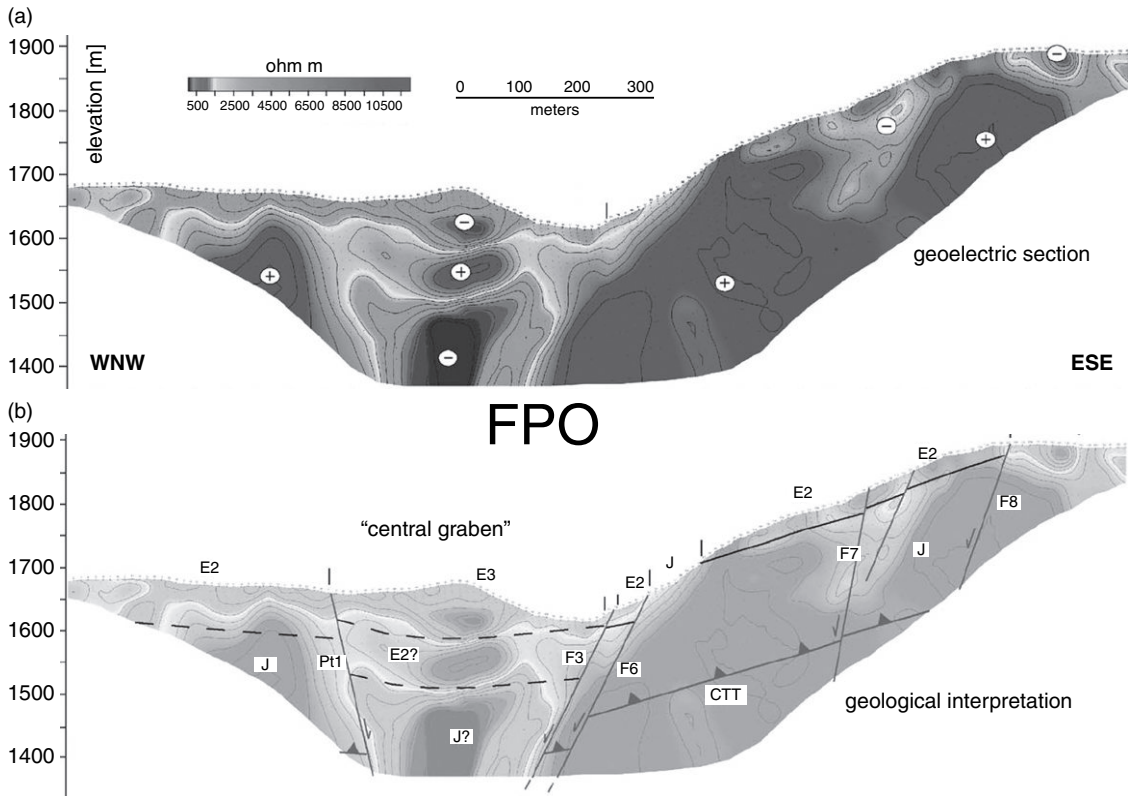 (a)
1900
1800
1700
1600
1500
1400
elevation [m]
ohm m
500 2500 4500 6500 8500 10500
0 100 200 300
meters
−
−
+
−
+
+
+
−
geoelectric section
WNW
ESE
(b)
FPO
1900
1800
1700
1600
1500
1400
"central graben"
E2
E3
E2
J
E2
E2
F8
F7
J
J
Pt1
E2?
F3
F6
CTT
J?
geological interpretation